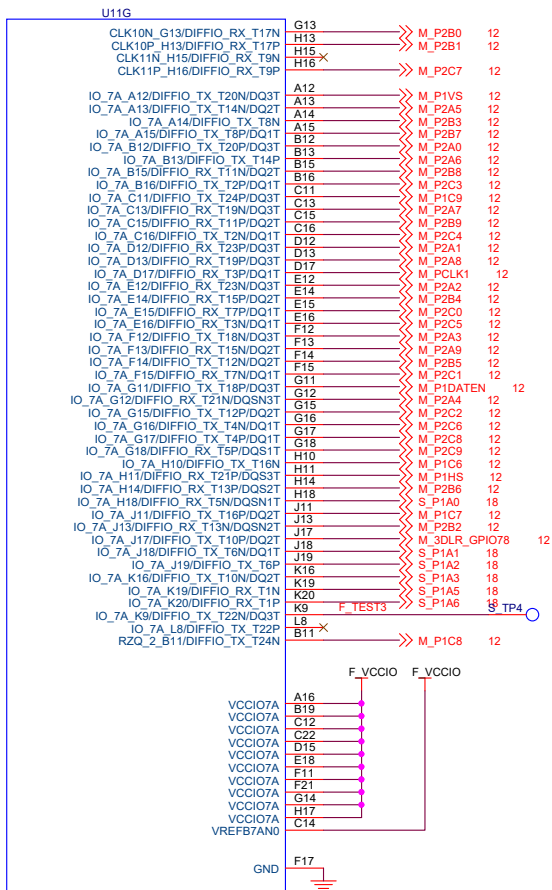 U11G
CLK10N_G13/DIFFIO_RX_T17N G13 M_P2B0 12
CLK10P_H13/DIFFIO_RX_T17P H13 M_P2B1 12
CLK11N_H15/DIFFIO_RX_T9N H15
CLK11P_H16/DIFFIO_RX_T9P H16 M_P2C7 12
IO_7A_A12/DIFFIO_TX_T20N/DQ3T A12 M_P1VS 12
IO_7A_A13/DIFFIO_TX_T14N/DQ2T A13 M_P2A5 12
IO_7A_A14/DIFFIO_TX_T8N A14 M_P2B3 12
IO_7A_A15/DIFFIO_TX_T8P/DQ1T A15 M_P2B7 12
IO_7A_B12/DIFFIO_TX_T20P/DQ3T B12 M_P2A0 12
IO_7A_B13/DIFFIO_TX_T14P B13 M_P2A6 12
IO_7A_B15/DIFFIO_RX_T11N/DQ2T B15 M_P2B8 12
IO_7A_B16/DIFFIO_TX_T2P/DQ1T B16 M_P2C3 12
IO_7A_C11/DIFFIO_TX_T24P/DQ3T C11 M_P1C9 12
IO_7A_C13/DIFFIO_RX_T19N/DQ3T C13 M_P2A7 12
IO_7A_C15/DIFFIO_RX_T11P/DQ2T C15 M_P2B9 12
IO_7A_C16/DIFFIO_TX_T2N/DQ1T C16 M_P2C4 12
IO_7A_D12/DIFFIO_RX_T23P/DQ3T D12 M_P2A1 12
IO_7A_D13/DIFFIO_RX_T19P/DQ3T D13 M_P2A8 12
IO_7A_D17/DIFFIO_RX_T3P/DQ1T D17 M_PCLK1 12
IO_7A_E12/DIFFIO_RX_T23N/DQ3T E12 M_P2A2 12
IO_7A_E14/DIFFIO_RX_T15P/DQ2T E14 M_P2B4 12
IO_7A_E15/DIFFIO_RX_T7P/DQ1T E15 M_P2C0 12
IO_7A_E16/DIFFIO_RX_T3N/DQ1T E16 M_P2C5 12
IO_7A_F12/DIFFIO_TX_T18N/DQ3T F12 M_P2A3 12
IO_7A_F13/DIFFIO_RX_T15N/DQ2T F13 M_P2A9 12
IO_7A_F14/DIFFIO_TX_T12N/DQ2T F14 M_P2B5 12
IO_7A_F15/DIFFIO_RX_T7N/DQ1T F15 M_P2C1 12
IO_7A_G11/DIFFIO_TX_T18P/DQ3T G11 M_P1DATEN 12
IO_7A_G12/DIFFIO_RX_T21N/DQSN3T G12 M_P2A4 12
IO_7A_G15/DIFFIO_TX_T12P/DQ2T G15 M_P2C2 12
IO_7A_G16/DIFFIO_TX_T4N/DQ1T G16 M_P2C6 12
IO_7A_G17/DIFFIO_TX_T4P/DQ1T G17 M_P2C8 12
IO_7A_G18/DIFFIO_RX_T5P/DQS1T G18 M_P2C9 12
IO_7A_H10/DIFFIO_TX_T16N H10 M_P1C6 12
IO_7A_H11/DIFFIO_RX_T21P/DQS3T H11 M_P1HS 12
IO_7A_H14/DIFFIO_RX_T13P/DQS2T H14 M_P2B6 12
IO_7A_H18/DIFFIO_RX_T5N/DQSN1T H18 S_P1A0 18
IO_7A_J11/DIFFIO_TX_T16P/DQ2T J11 M_P1C7 12
IO_7A_J13/DIFFIO_RX_T13N/DQSN2T J13 M_P2B2 12
IO_7A_J17/DIFFIO_TX_T10P/DQ2T J17 M_3DLR_GPIO78 12
IO_7A_J18/DIFFIO_TX_T6N/DQ1T J18 S_P1A1 18
IO_7A_J19/DIFFIO_TX_T6P J19 S_P1A2 18
IO_7A_K16/DIFFIO_TX_T10N/DQ2T K16 S_P1A3 18
IO_7A_K19/DIFFIO_RX_T1N K19 S_P1A5 18
IO_7A_K20/DIFFIO_RX_T1P K20 S_P1A6 18
IO_7A_K9/DIFFIO_TX_T22N/DQ3T K9 F_TEST3 S_TP4
IO_7A_L8/DIFFIO_TX_T22P L8
RZQ_2_B11/DIFFIO_TX_T24N B11 M_P1C8 12
F_VCCIO F_VCCIO
VCCIO7A A16
VCCIO7A B19
VCCIO7A C12
VCCIO7A C22
VCCIO7A D15
VCCIO7A E18
VCCIO7A F11
VCCIO7A F21
VCCIO7A G14
VCCIO7A H17
VREFB7AN0 C14
GND F17